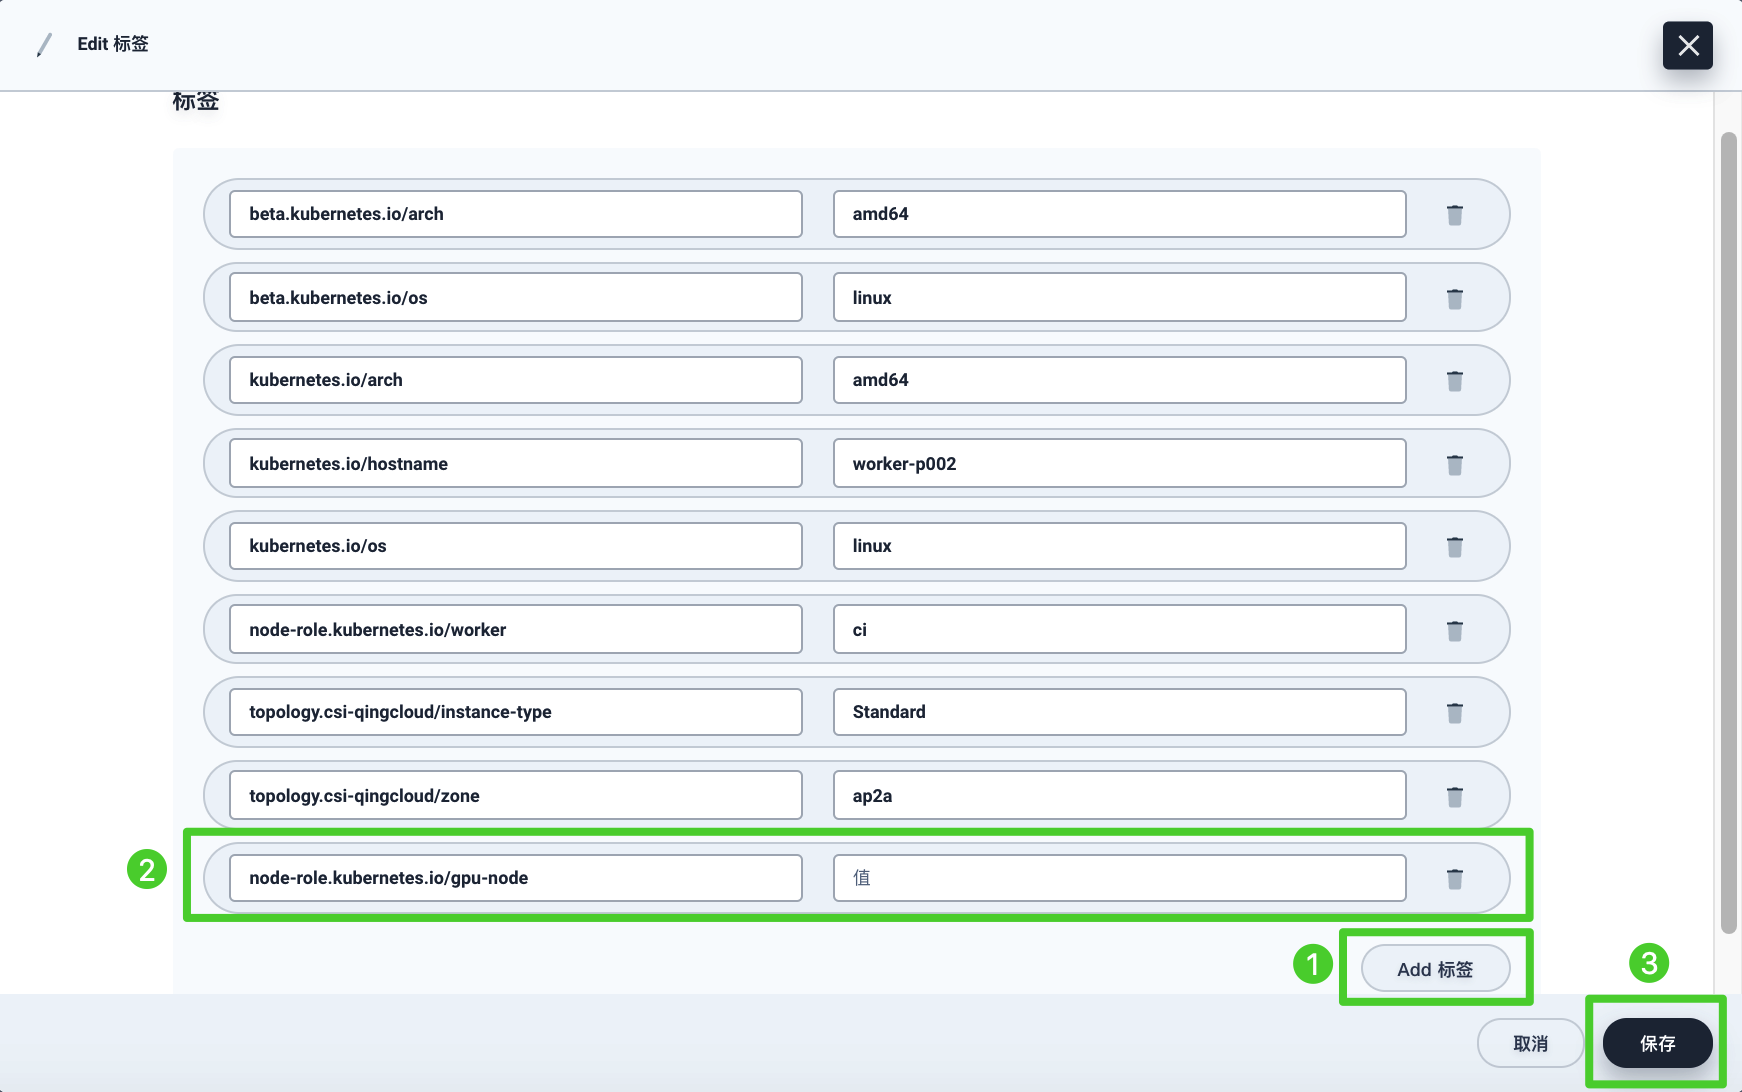 Edit 标签
标签
beta.kubernetes.io/arch amd64
beta.kubernetes.io/os linux
kubernetes.io/arch amd64
kubernetes.io/hostname worker-p002
kubernetes.io/os linux
node-role.kubernetes.io/worker ci
topology.csi-qingcloud/instance-type Standard
topology.csi-qingcloud/zone ap2a
2 node-role.kubernetes.io/gpu-node 值
1 Add 标签 3
取消 保存